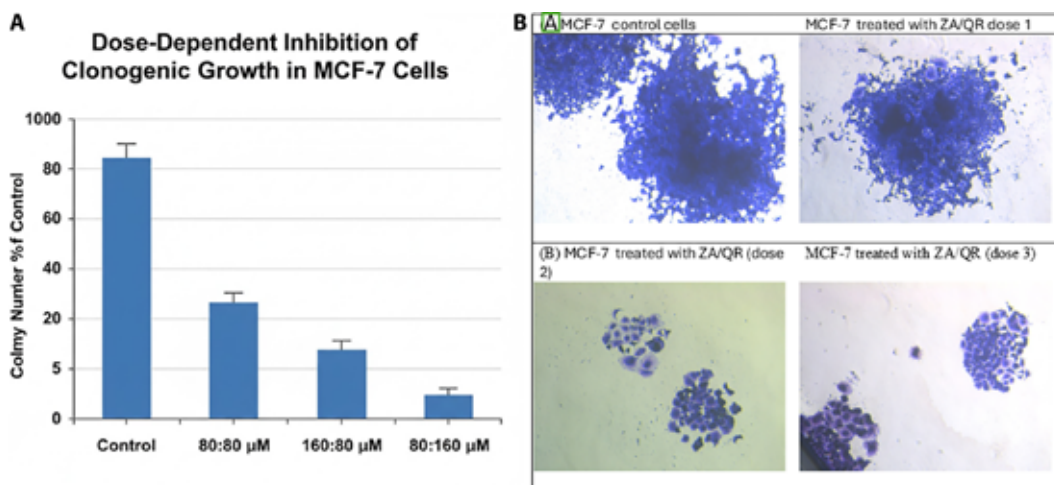 A
Dose-Dependent Inhibition of
Clonogenic Growth in MCF-7 Cells
Colmy Numer %f Control
1000
80
60
40
20
5
0
Control
80:80 µM
160:80 µM
80:160 µM
B
A MCF-7 control cells
MCF-7 treated with ZA/QR dose 1
(B) MCF-7 treated with ZA/QR (dose
2)
MCF-7 treated with ZA/QR (dose 3)